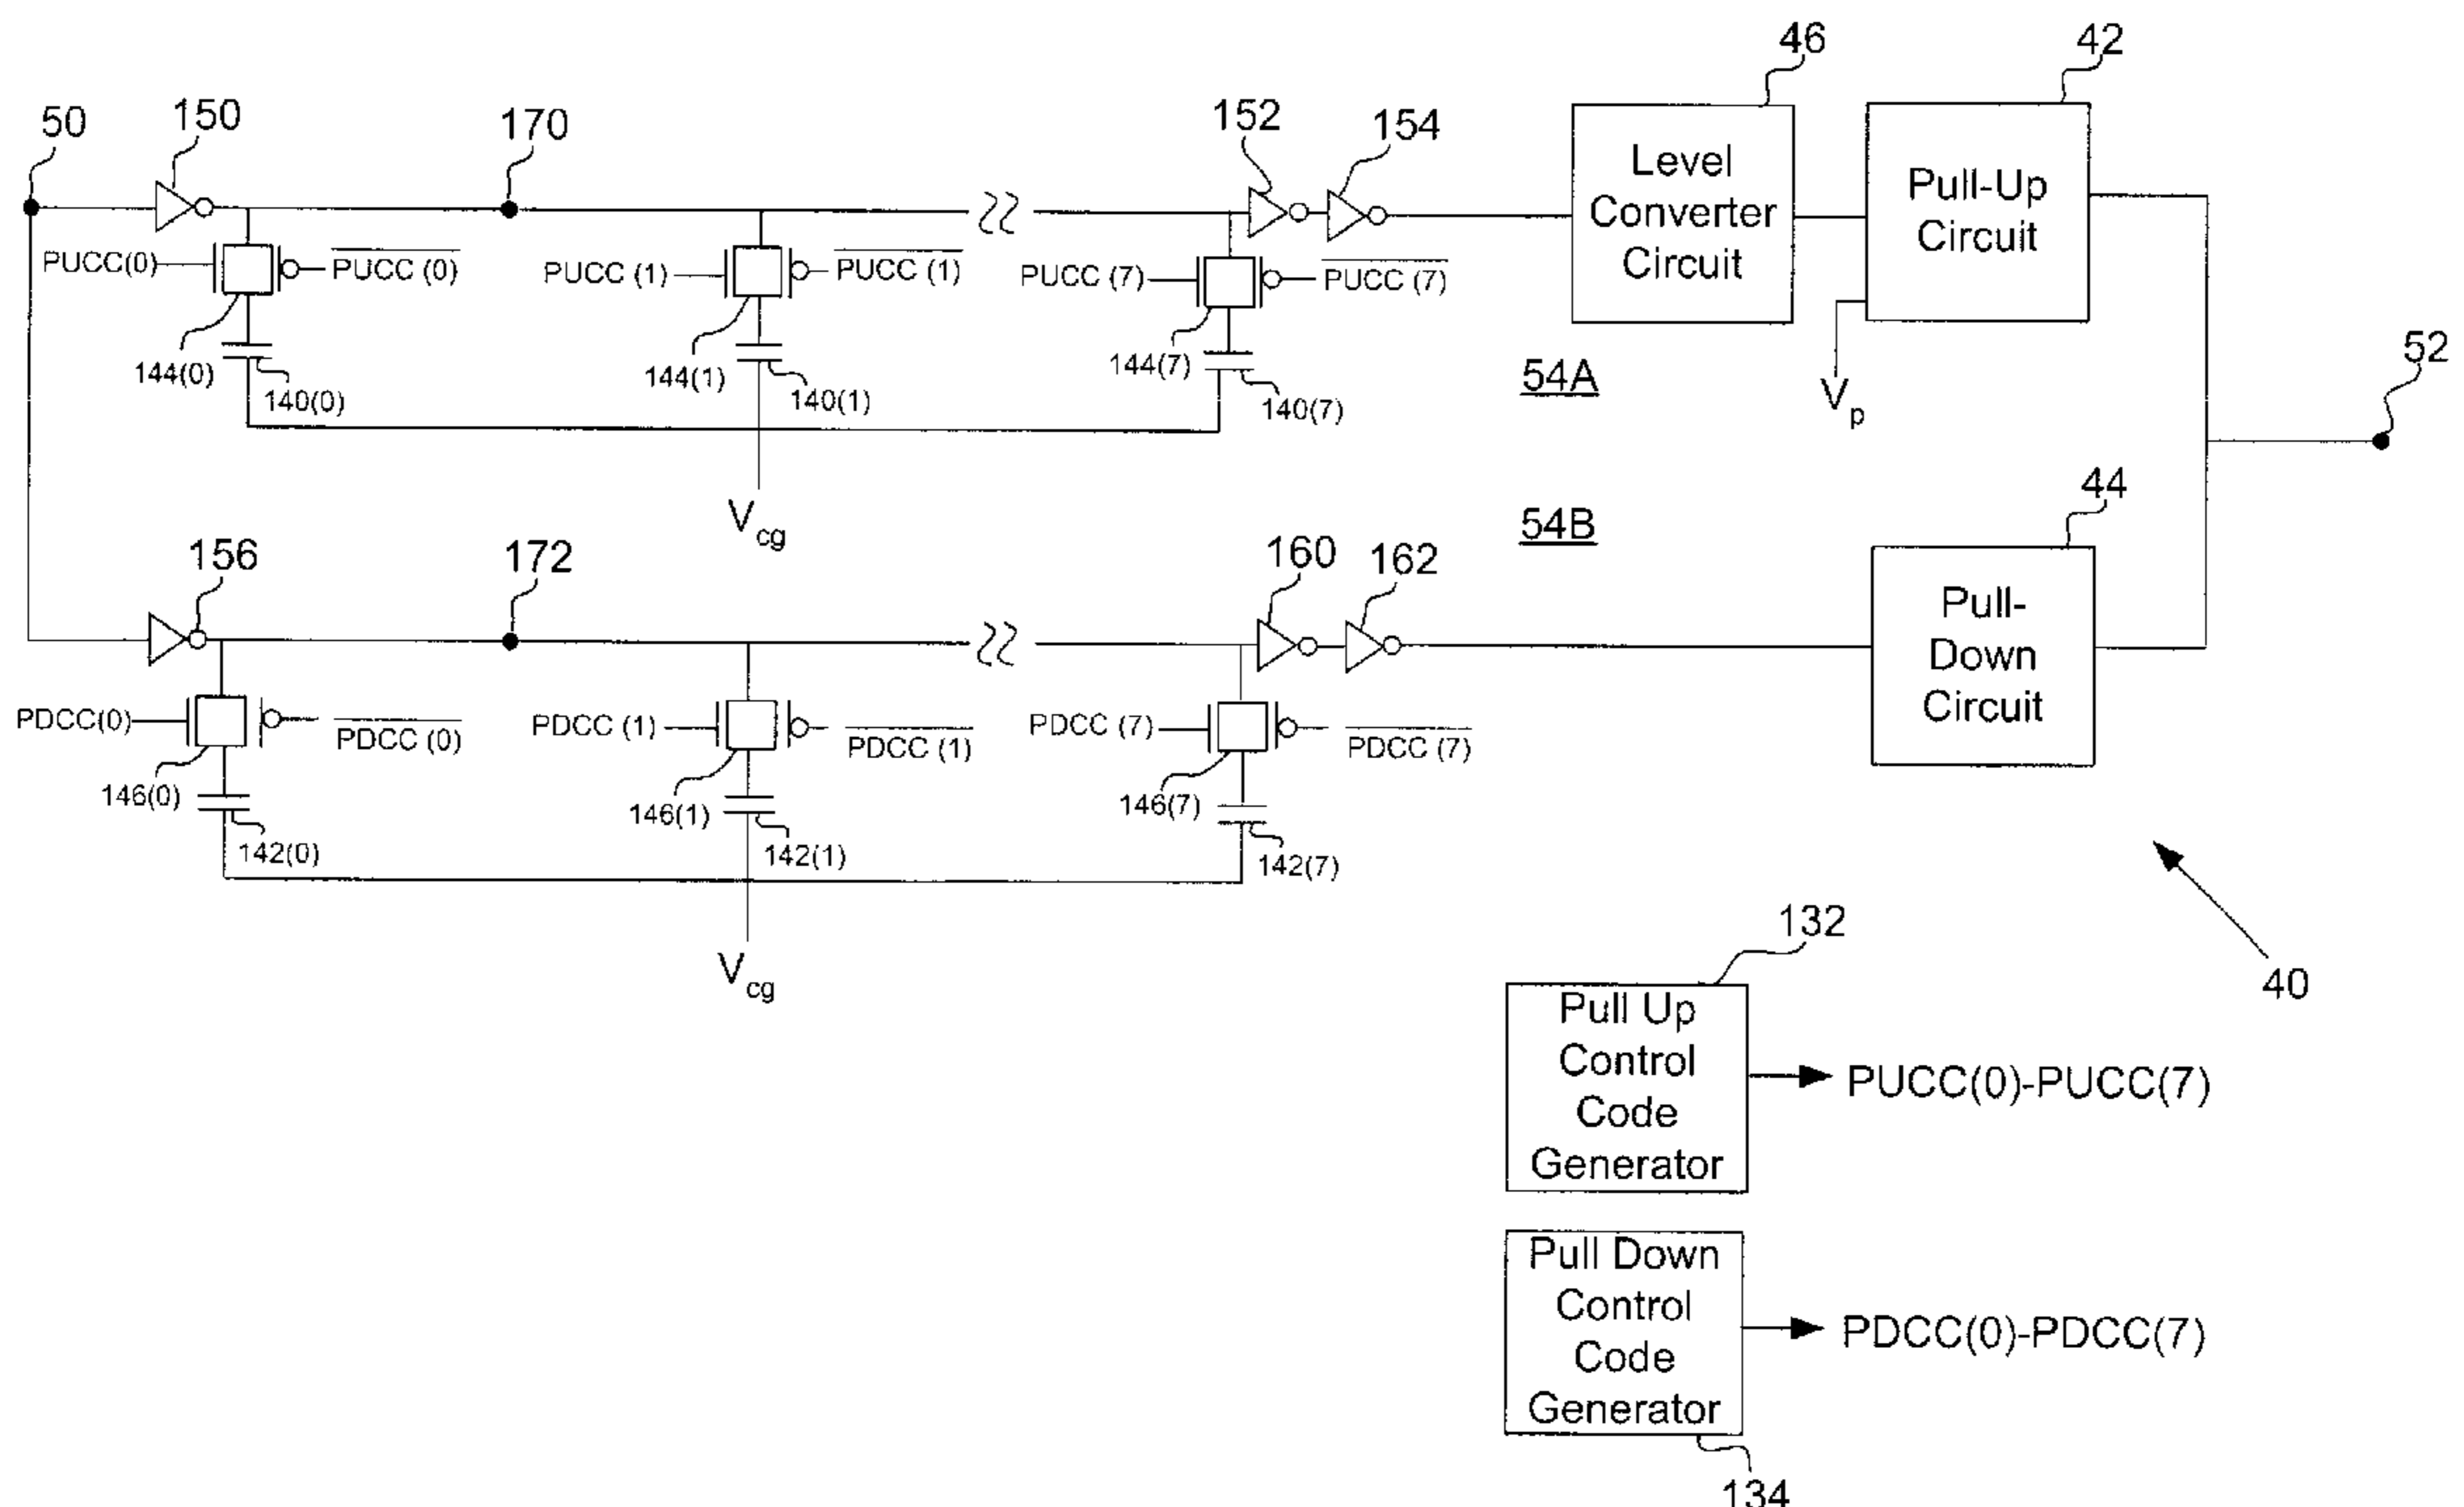 46
42
50
150
170
152
154
Level
Converter
Circuit
Pull-Up
Circuit
PUCC(0)
PUCC (0)
PUCC (1)
PUCC (1)
PUCC (7)
PUCC (7)
144(0)
140(0)
144(1)
140(1)
144(7)
140(7)
54A
Vp
52
Vcg
54B
44
156
172
160
162
Pull-
Down
Circuit
PDCC(0)
PDCC (0)
PDCC (1)
PDCC (1)
PDCC (7)
PDCC (7)
146(0)
142(0)
146(1)
142(1)
146(7)
142(7)
Vcg
132
40
Pull Up
Control
Code
Generator
PUCC(0)-PUCC(7)
Pull Down
Control
Code
Generator
PDCC(0)-PDCC(7)
134